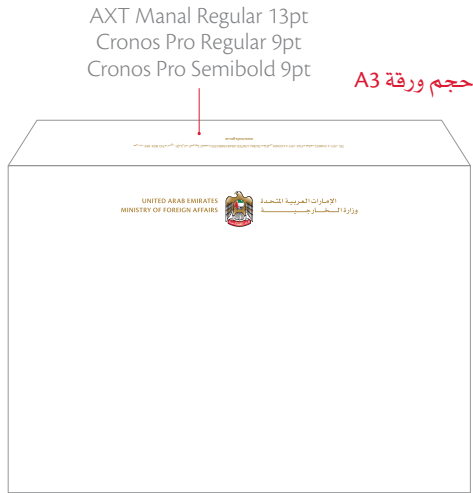 AXT Manal Regular 13pt
Cronos Pro Regular 9pt
Cronos Pro Semibold 9pt
حجم ورقة A3
UNITED ARAB EMIRATES
MINISTRY OF FOREIGN AFFAIRS
الإمارات العربية المتحدة
وزارة الـــخـــارجـــيـــــــة